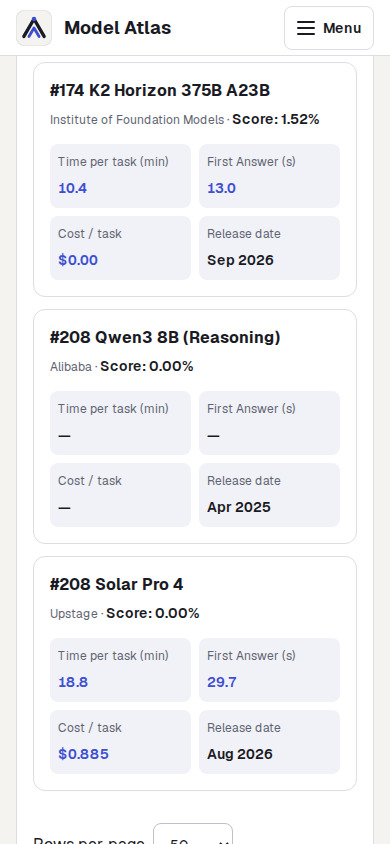 Model Atlas
Menu
#174 K2 Horizon 375B A23B
Institute of Foundation Models · Score: 1.52%
Time per task (min)
First Answer (s)
10.4
13.0
Cost / task
Release date
$0.00
Sep 2026
#208 Qwen3 8B (Reasoning)
Alibaba · Score: 0.00%
Time per task (min)
First Answer (s)
—
—
Cost / task
Release date
—
Apr 2025
#208 Solar Pro 4
Upstage · Score: 0.00%
Time per task (min)
First Answer (s)
18.8
29.7
Cost / task
Release date
$0.885
Aug 2026
Rows per page
50